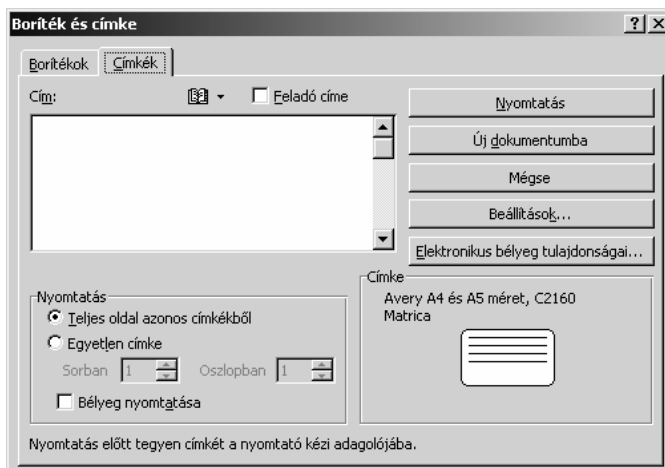 Boríték és címke
Borítékok Címkék
Cím: Feladó címe
Nyomtatás
Új dokumentumba
Mégse
Beállítások...
Elektronikus bélyeg tulajdonságai...
Nyomtatás
Teljes oldal azonos címkékből
Egyetlen címke
Sorban 1 Oszlopban 1
Bélyeg nyomtatása
Címke
Avery A4 és A5 méret, C2160
Matrica
Nyomtatás előtt tegyen címkét a nyomtató kézi adagolójába.